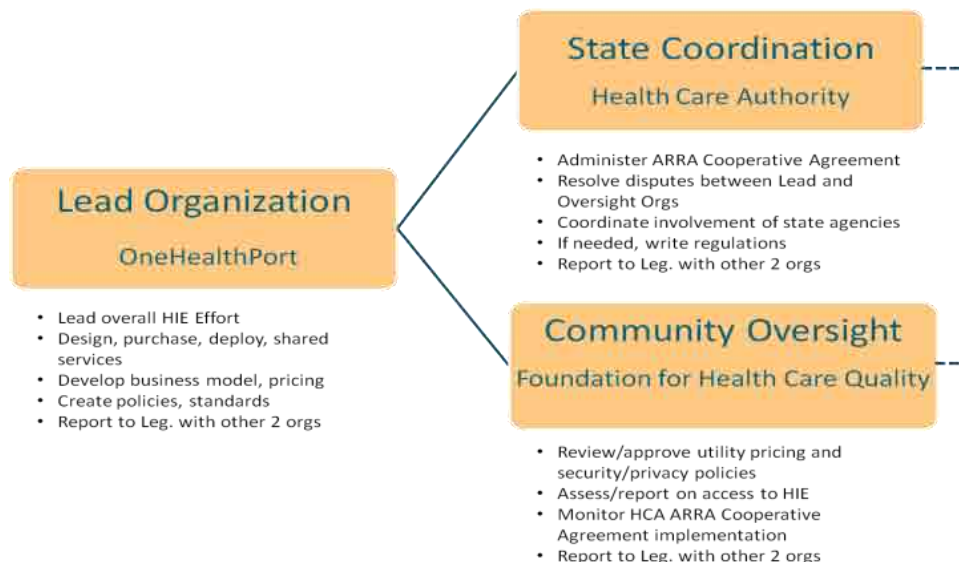 State Coordination
Health Care Authority
• Administer ARRA Cooperative Agreement
• Resolve disputes between Lead and
Oversight Orgs
• Coordinate involvement of state agencies
• If needed, write regulations
• Report to Leg. with other 2 orgs
Lead Organization
OneHealthPort
• Lead overall HIE Effort
• Design, purchase, deploy, shared
services
• Develop business model, pricing
• Create policies, standards
• Report to Leg. with other 2 orgs
Community Oversight
Foundation for Health Care Quality
• Review/approve utility pricing and
security/privacy policies
• Assess/report on access to HIE
• Monitor HCA ARRA Cooperative
Agreement implementation
• Report to Leg. with other 2 orgs